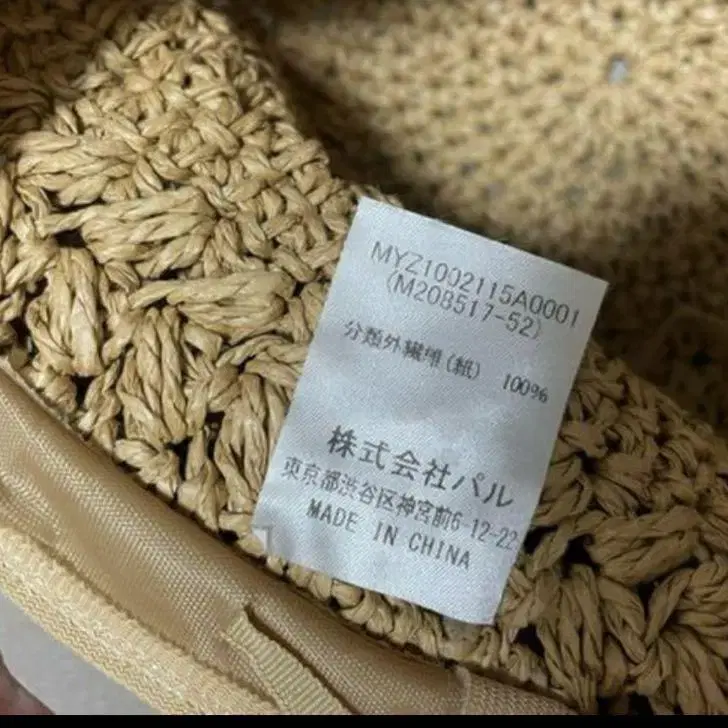 MYZ1002115A0001
(M208517-52)
分類外繊維(紙) 100%
株式会社パル
東京都渋谷区神宮前6-12-22
MADE IN CHINA